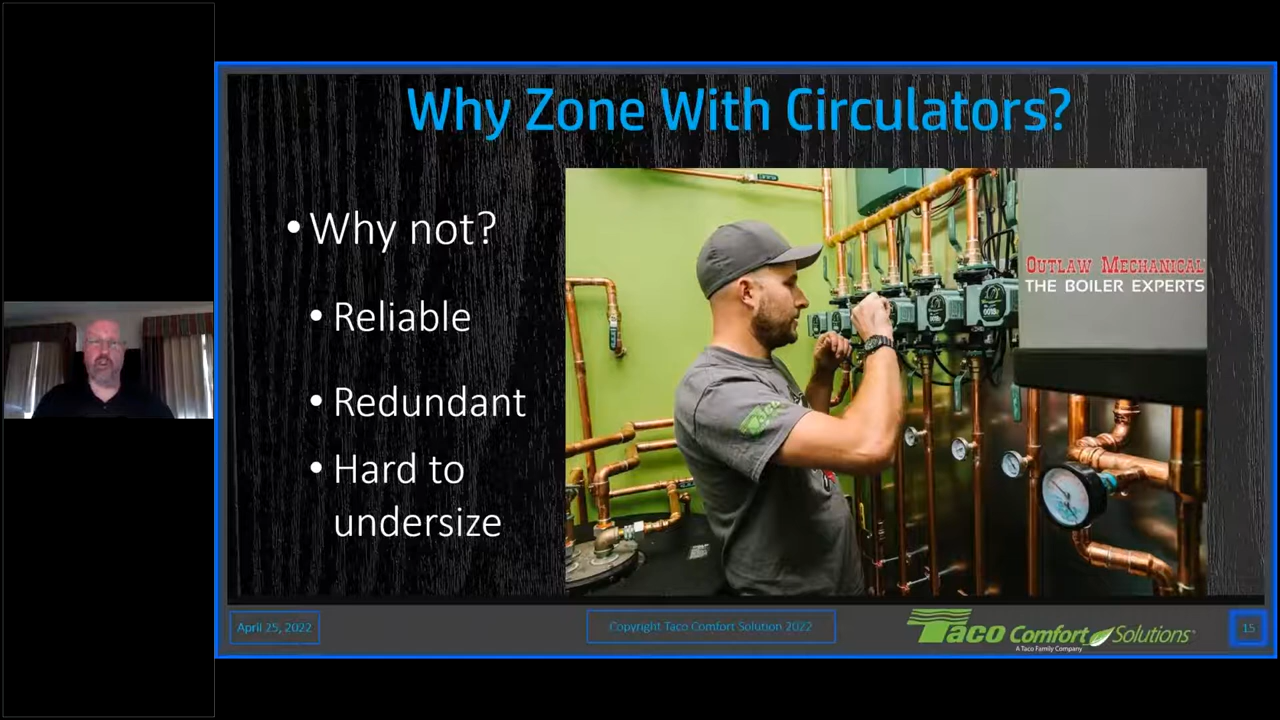 Why Zone With Circulators?
• Why not?
• Reliable
• Redundant
• Hard to
undersize
OUTLAW MECHANICAL
THE BOILER EXPERTS
Taco
April 25, 2022
Copyright Taco Comfort Solution 2022
Taco Comfort Solutions
A Taco Family Company
15